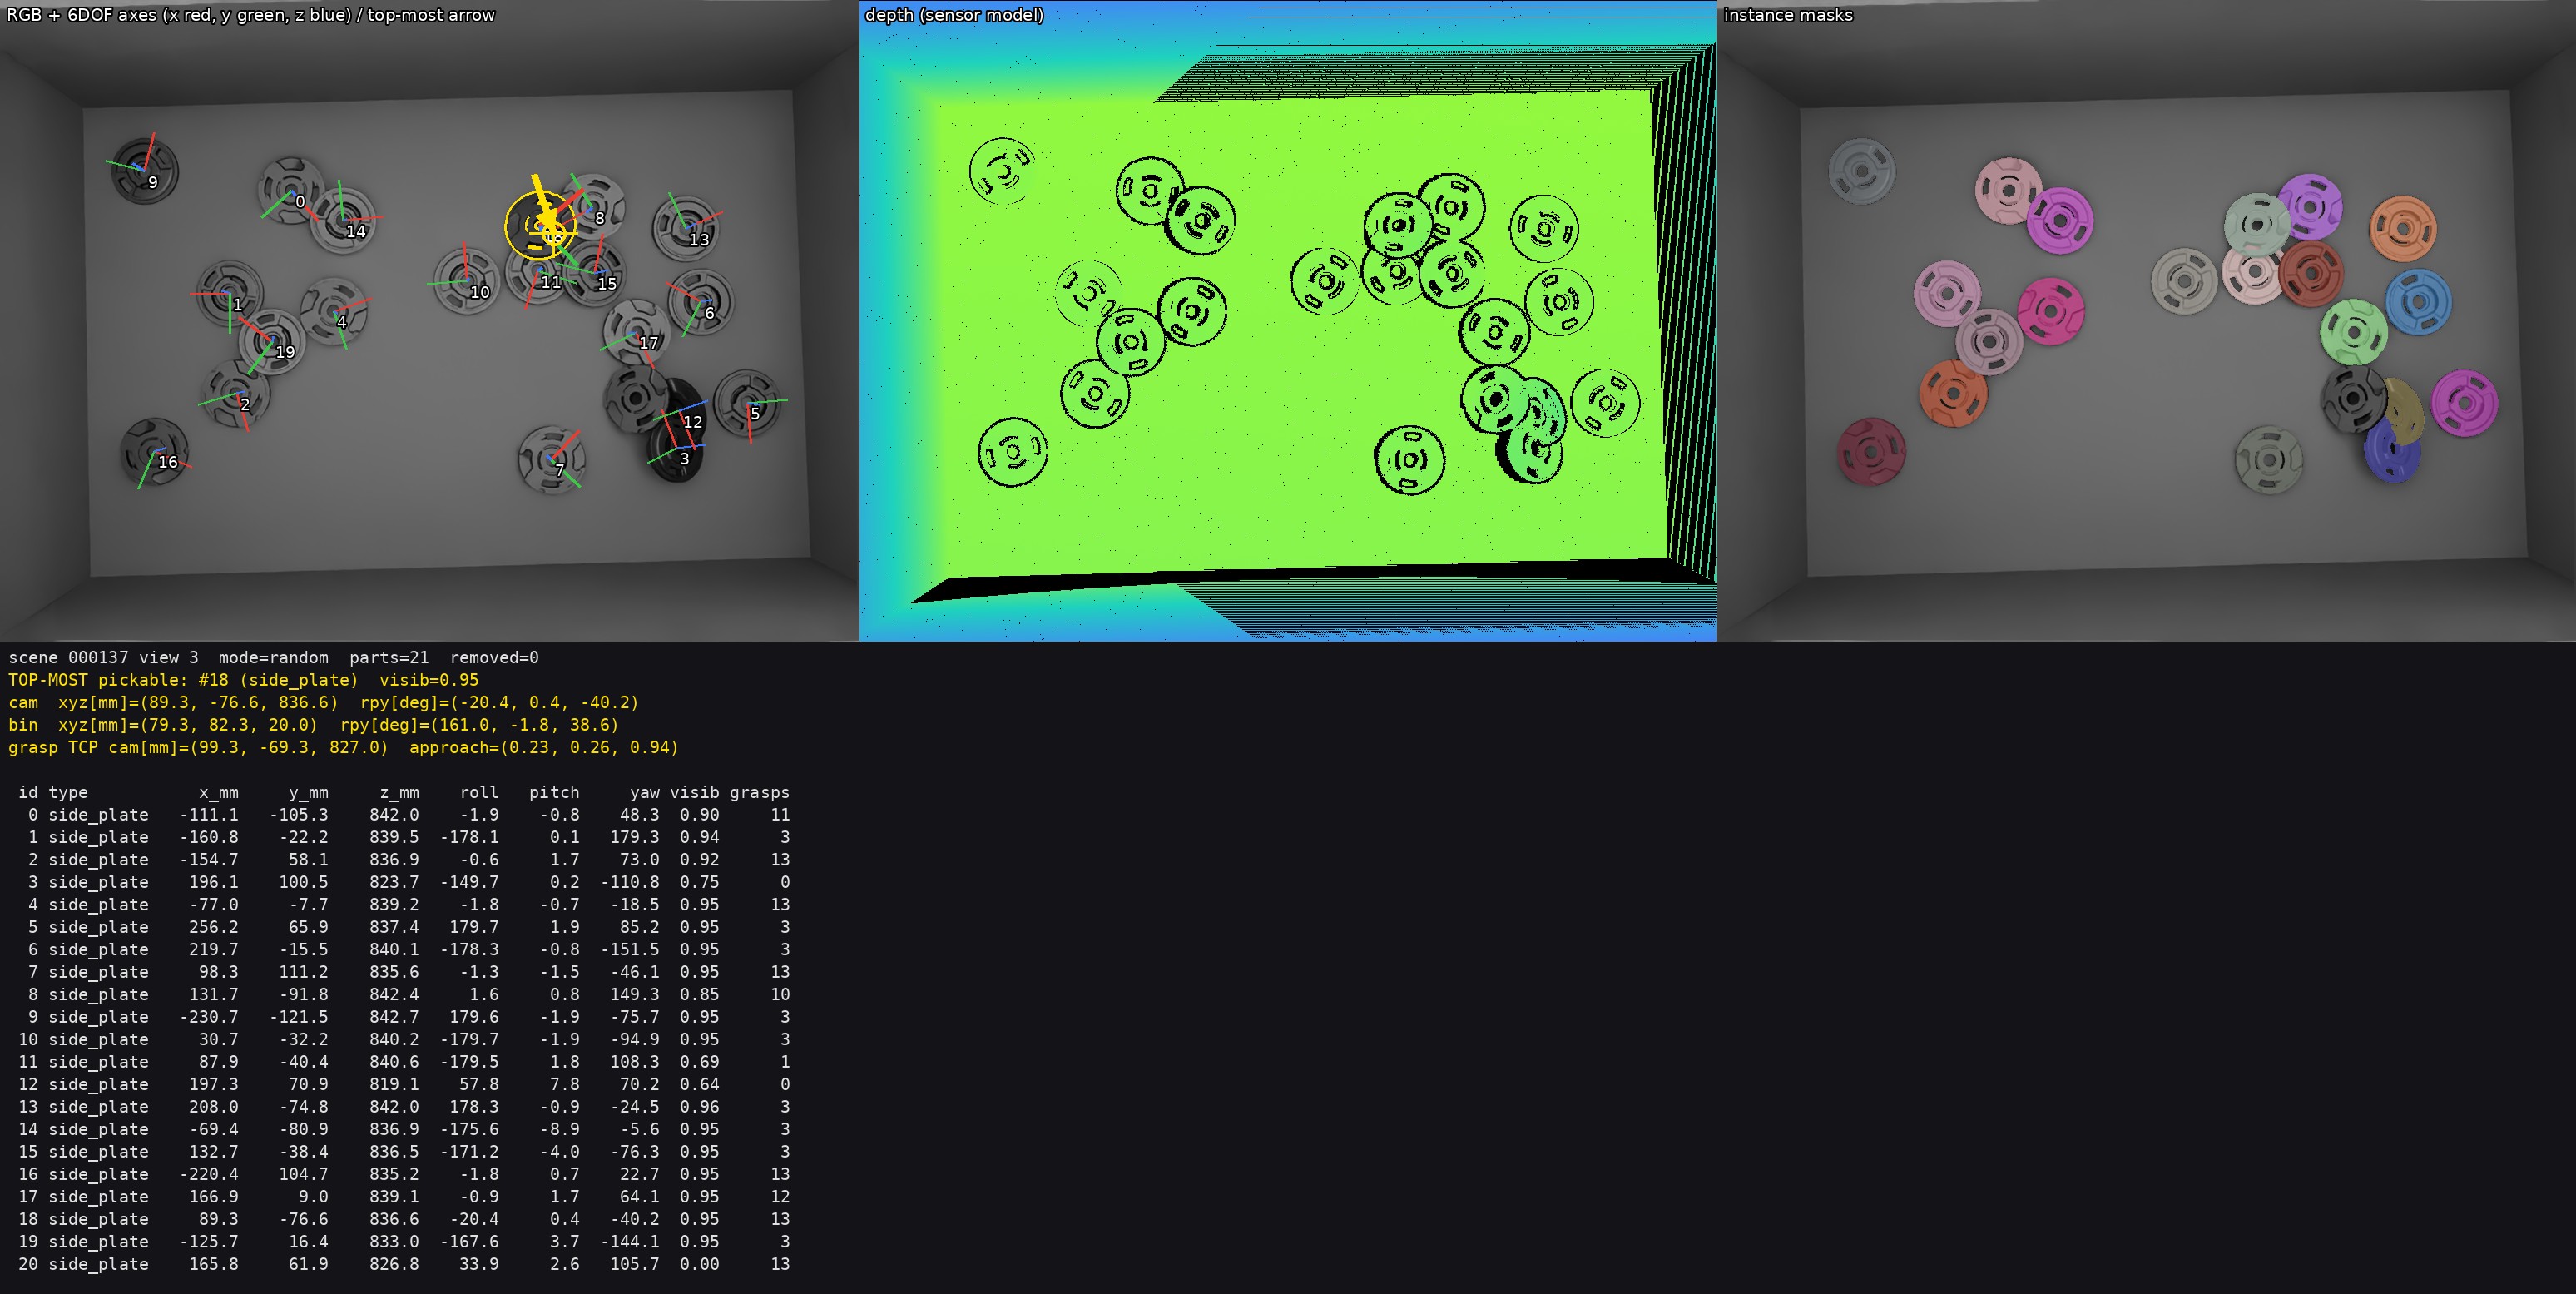 RGB + 6DOF axes (x red, y green, z blue) / top-most arrow
depth (sensor model)
instance masks
9
0
14
8
13
18
1
10
11
15
6
4
19
17
2
12
5
16
7
3
scene 000137 view 3  mode=random  parts=21  removed=0
TOP-MOST pickable: #18 (side_plate)  visib=0.95
cam  xyz[mm]=(89.3, -76.6, 836.6)  rpy[deg]=(-20.4, 0.4, -40.2)
bin  xyz[mm]=(79.3, 82.3, 20.0)  rpy[deg]=(161.0, -1.8, 38.6)
grasp TCP cam[mm]=(99.3, -69.3, 827.0)  approach=(0.23, 0.26, 0.94)
id type x_mm y_mm z_mm roll pitch yaw visib grasps
0 side_plate -111.1 -105.3 842.0 -1.9 -0.8 48.3 0.90 11
1 side_plate -160.8 -22.2 839.5 -178.1 0.1 179.3 0.94 3
2 side_plate -154.7 58.1 836.9 -0.6 1.7 73.0 0.92 13
3 side_plate 196.1 100.5 823.7 -149.7 0.2 -110.8 0.75 0
4 side_plate -77.0 -7.7 839.2 -1.8 -0.7 -18.5 0.95 13
5 side_plate 256.2 65.9 837.4 179.7 1.9 85.2 0.95 3
6 side_plate 219.7 -15.5 840.1 -178.3 -0.8 -151.5 0.95 3
7 side_plate 98.3 111.2 835.6 -1.3 -1.5 -46.1 0.95 13
8 side_plate 131.7 -91.8 842.4 1.6 0.8 149.3 0.85 10
9 side_plate -230.7 -121.5 842.7 179.6 -1.9 -75.7 0.95 3
10 side_plate 30.7 -32.2 840.2 -179.7 -1.9 -94.9 0.95 3
11 side_plate 87.9 -40.4 840.6 -179.5 1.8 108.3 0.69 1
12 side_plate 197.3 70.9 819.1 57.8 7.8 70.2 0.64 0
13 side_plate 208.0 -74.8 842.0 178.3 -0.9 -24.5 0.96 3
14 side_plate -69.4 -80.9 836.9 -175.6 -8.9 -5.6 0.95 3
15 side_plate 132.7 -38.4 836.5 -171.2 -4.0 -76.3 0.95 3
16 side_plate -220.4 104.7 835.2 -1.8 0.7 22.7 0.95 13
17 side_plate 166.9 9.0 839.1 -0.9 1.7 64.1 0.95 12
18 side_plate 89.3 -76.6 836.6 -20.4 0.4 -40.2 0.95 13
19 side_plate -125.7 16.4 833.0 -167.6 3.7 -144.1 0.95 3
20 side_plate 165.8 61.9 826.8 33.9 2.6 105.7 0.00 13